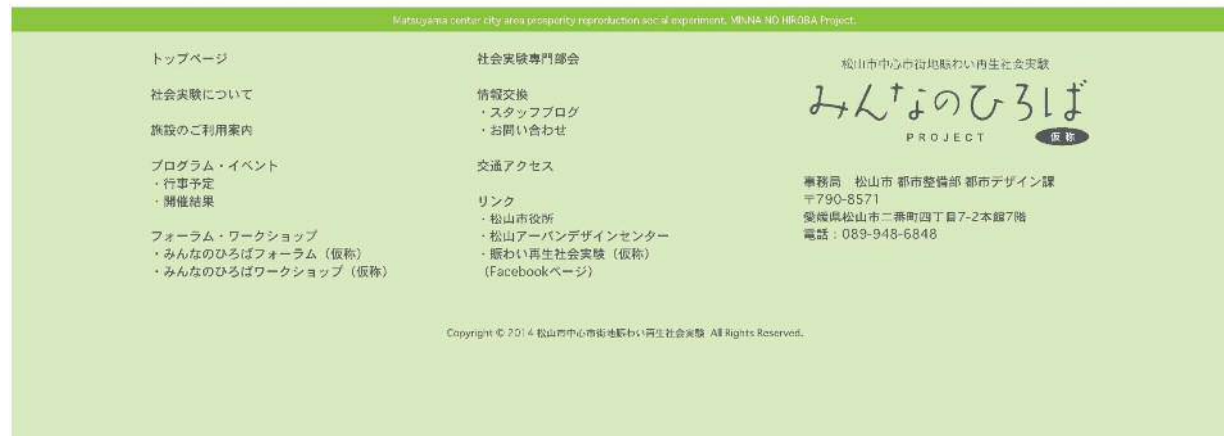 Matsuyama center city area prosperity reproduction social experiment. MINNA NO HIROBA Project.
トップページ
社会実験について
施設のご利用案内
プログラム・イベント
・行事予定
・開催結果
フォーラム・ワークショップ
・みんなのひろばフォーラム（仮称）
・みんなのひろばワークショップ（仮称）
社会実験専門部会
情報交換
・スタッフブログ
・お問い合わせ
交通アクセス
リンク
・松山市役所
・松山アーバンデザインセンター
・賑わい再生社会実験（仮称）
（Facebookページ）
松山市中心市街地賑わい再生社会実験
みんなのひろば
PROJECT 仮称
事務局　松山市 都市整備部 都市デザイン課
〒790-8571
愛媛県松山市二番町四丁目7-2本館7階
電話：089-948-6848
Copyright © 2014 松山市中心市街地賑わい再生社会実験 All Rights Reserved.